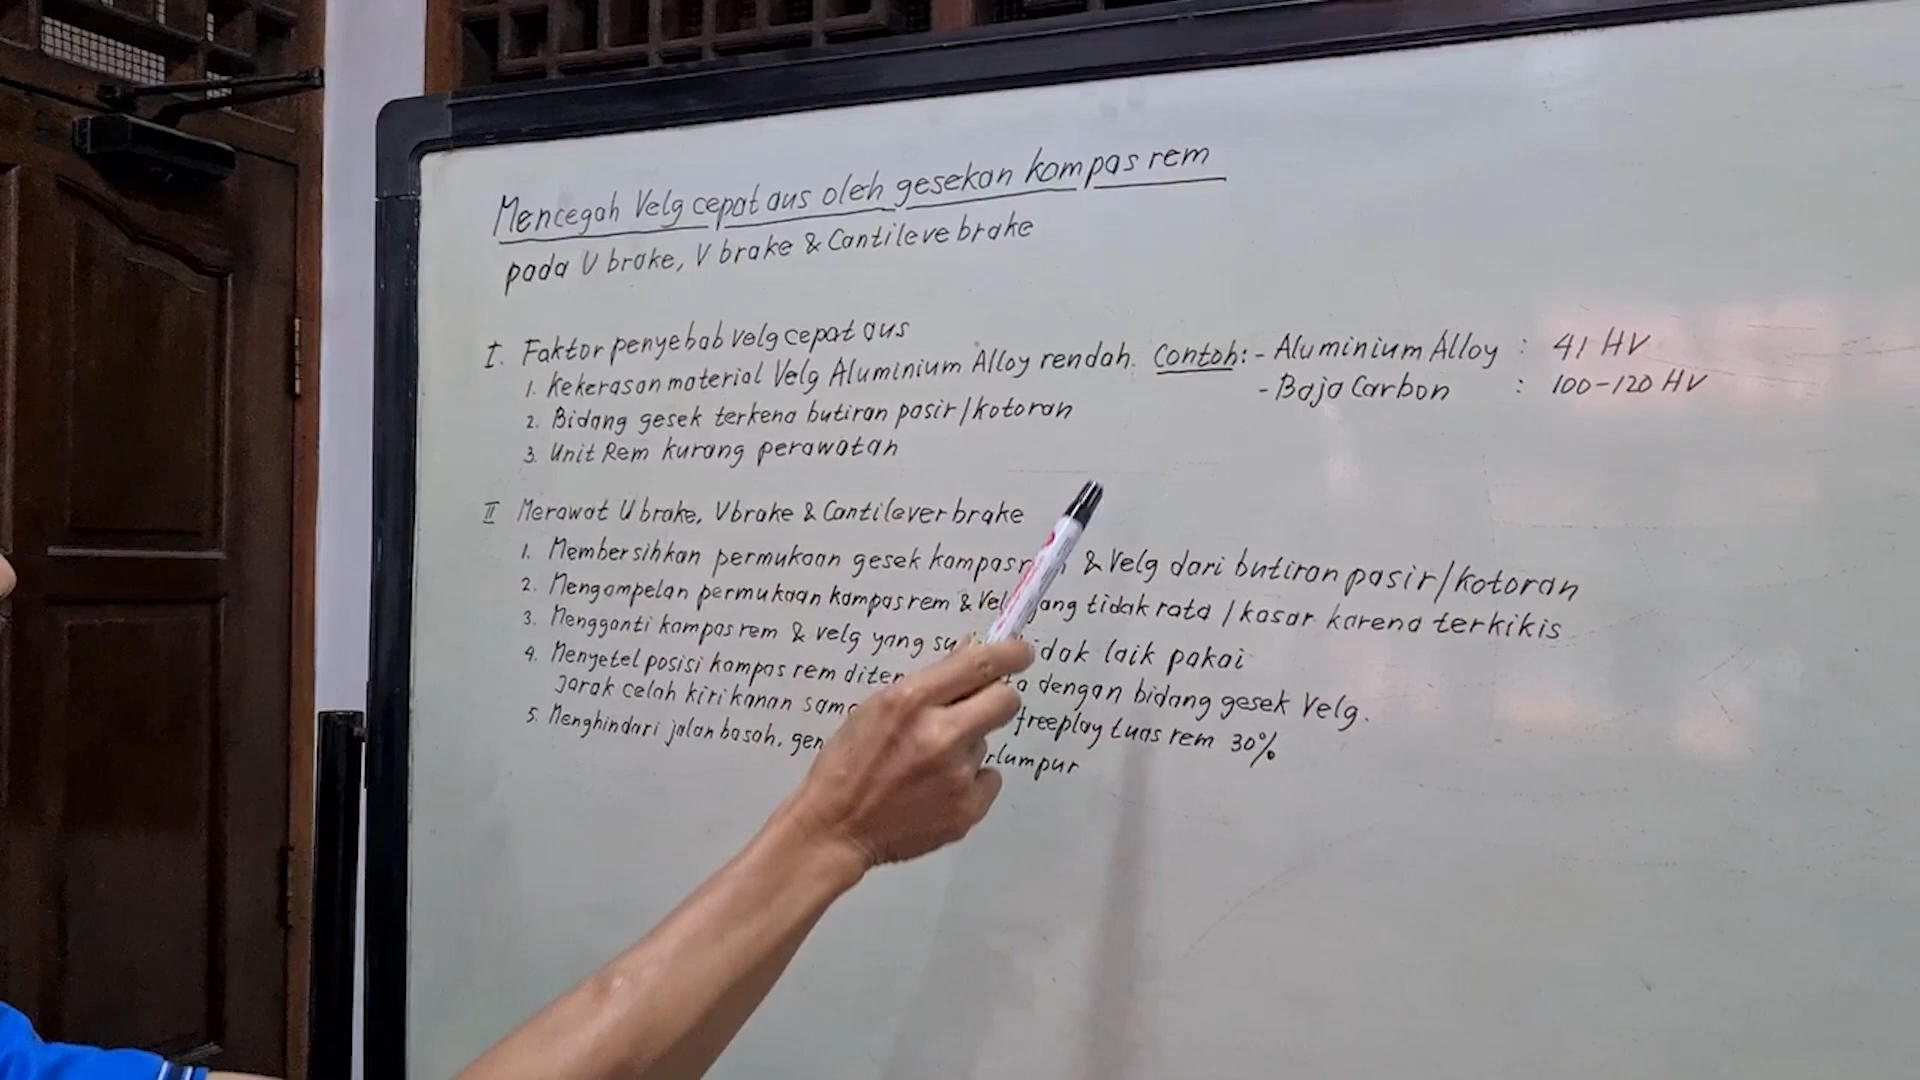 Mencegah Velg cepat aus oleh gesekan kompas rem
pada U brake, V brake & Cantileve brake
I. Faktor penyebab velg cepat aus
1. Kekerasan material Velg Aluminium Alloy rendah. Contoh: - Aluminium Alloy : 41 HV
- Baja Carbon : 100-120 HV
2. Bidang gesek terkena butiran pasir/kotoran
3. Unit Rem kurang perawatan
II Merawat U brake, V brake & Cantilever brake
1. Membersihkan permukaan gesek kampas & Velg dari butiran pasir/kotoran
2. Mengampelan permukaan kampas rem & Vel yang tidak rata / kasar karena terkikis
3. Mengganti kampas rem & velg yang tidak laik pakai
4. Menyetel posisi kampas rem dengan bidang gesek Velg.
Jarak celah kiri kanan sama freeplay tuas rem 30%
5. Menghindari jalan basah,